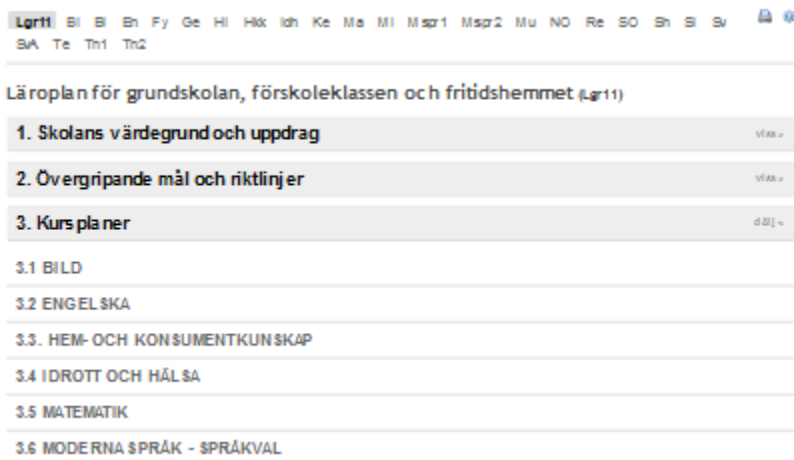 Lgr11 Bl Bi En Fy Ge Hi Hkk Idh Ke Ma Ml Mspr1 Mspr2 Mu NO Re SO Sh Sl Sv
SvA Te Tn1 Tn2
Läroplan för grundskolan, förskoleklassen och fritidshemmet (Lgr11)
1. Skolans värdegrund och uppdrag visa
2. Övergripande mål och riktlinjer visa
3. Kursplaner dölj
3.1 BILD
3.2 ENGELSKA
3.3. HEM- OCH KONSUMENTKUNSKAP
3.4 IDROTT OCH HÄLSA
3.5 MATEMATIK
3.6 MODERNA SPRÅK - SPRÅKVAL